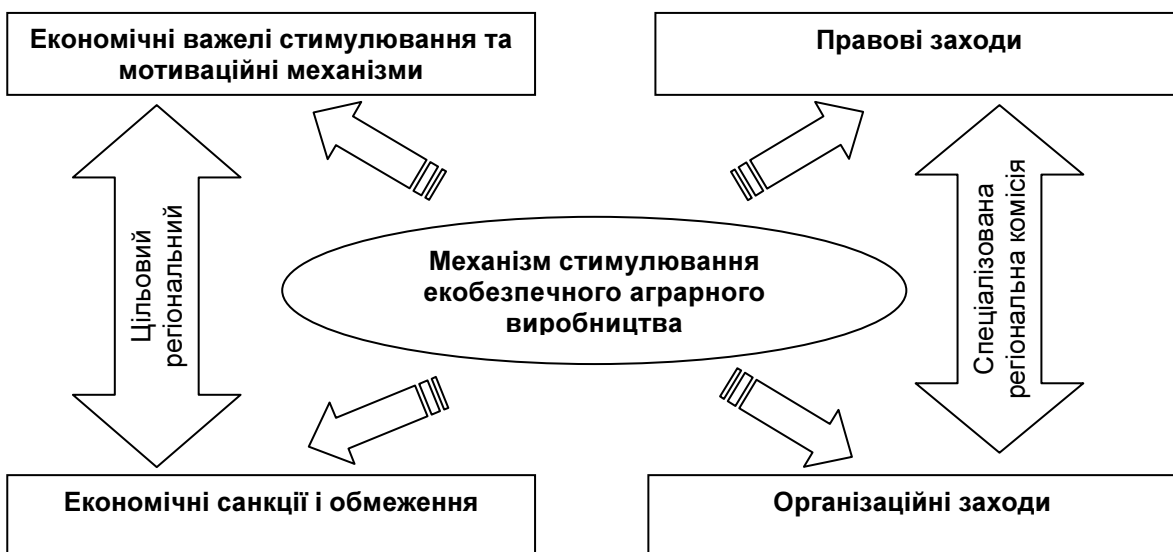 Економічні важелі стимулювання та
мотиваційні механізми
Правові заходи
Цільовий
регіональний
Механізм стимулювання
екобезпечного аграрного
виробництва
Спеціалізована
регіональна комісія
Економічні санкції і обмеження
Організаційні заходи